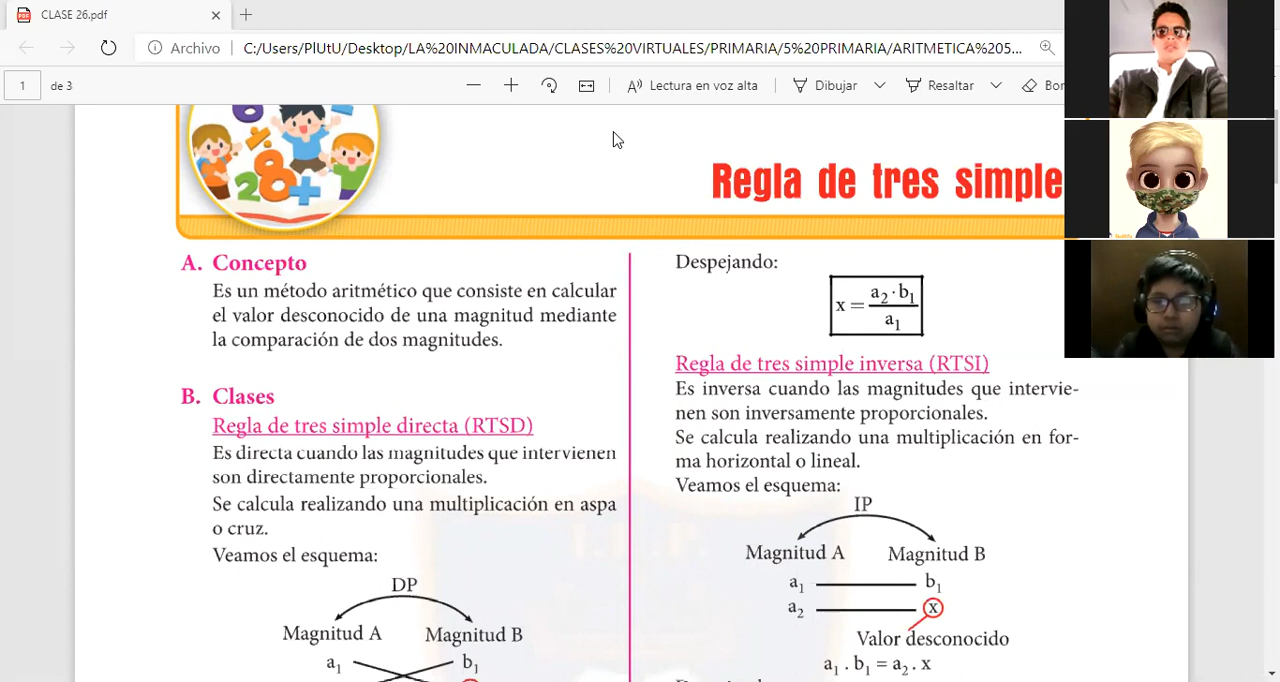 CLASE 26.pdf
Archivo
C:/Users/PlUtU/Desktop/LA%20INMACULADA/CLASES%20VIRTUALES/PRIMARIA/5%20PRIMARIA/ARITMETICA%205...
1 de 3
Lectura en voz alta
Dibujar
Resaltar
Bor
Regla de tres simple
A. Concepto
Es un método aritmético que consiste en calcular
el valor desconocido de una magnitud mediante
la comparación de dos magnitudes.
B. Clases
Regla de tres simple directa (RTSD)
Es directa cuando las magnitudes que intervienen
son directamente proporcionales.
Se calcula realizando una multiplicación en aspa
o cruz.
Veamos el esquema:
DP
Magnitud A Magnitud B
a₁ b₁
Despejando:
x = a₂ · b₁ / a₁
Regla de tres simple inversa (RTSI)
Es inversa cuando las magnitudes que intervie-
nen son inversamente proporcionales.
Se calcula realizando una multiplicación en for-
ma horizontal o lineal.
Veamos el esquema:
IP
Magnitud A Magnitud B
a₁ b₁
a₂ x
Valor desconocido
a₁ . b₁ = a₂ . x